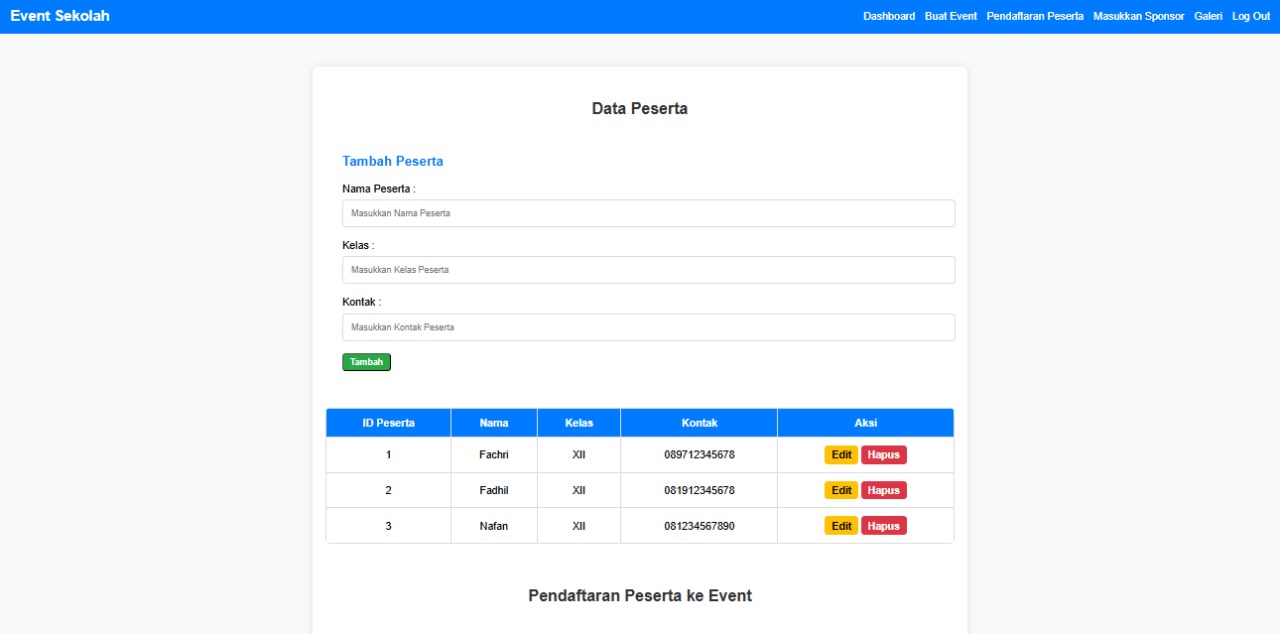 Event Sekolah
Dashboard Buat Event Pendaftaran Peserta Masukkan Sponsor Galeri Log Out
Data Peserta
Tambah Peserta
Nama Peserta :
Masukkan Nama Peserta
Kelas :
Masukkan Kelas Peserta
Kontak :
Masukkan Kontak Peserta
Tambah
ID Peserta Nama Kelas Kontak Aksi
1 Fachri XII 089712345678 Edit Hapus
2 Fadhil XII 081912345678 Edit Hapus
3 Nafan XII 081234567890 Edit Hapus
Pendaftaran Peserta ke Event